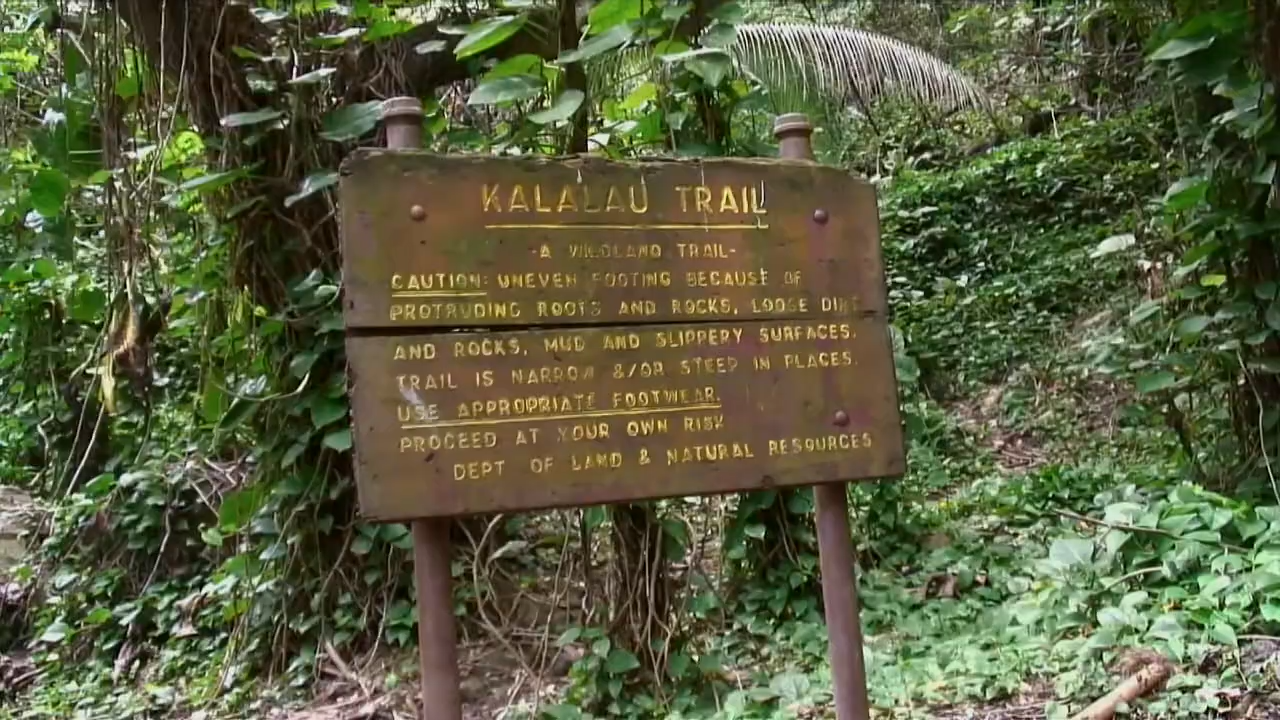 KALALAU TRAIL
-A WILDLAND TRAIL-
CAUTION: UNEVEN FOOTING BECAUSE OF
PROTRUDING ROOTS AND ROCKS, LOOSE DIRT
AND ROCKS, MUD AND SLIPPERY SURFACES.
TRAIL IS NARROW &/OR STEEP IN PLACES.
USE APPROPRIATE FOOTWEAR.
PROCEED AT YOUR OWN RISK
DEPT OF LAND & NATURAL RESOURCES